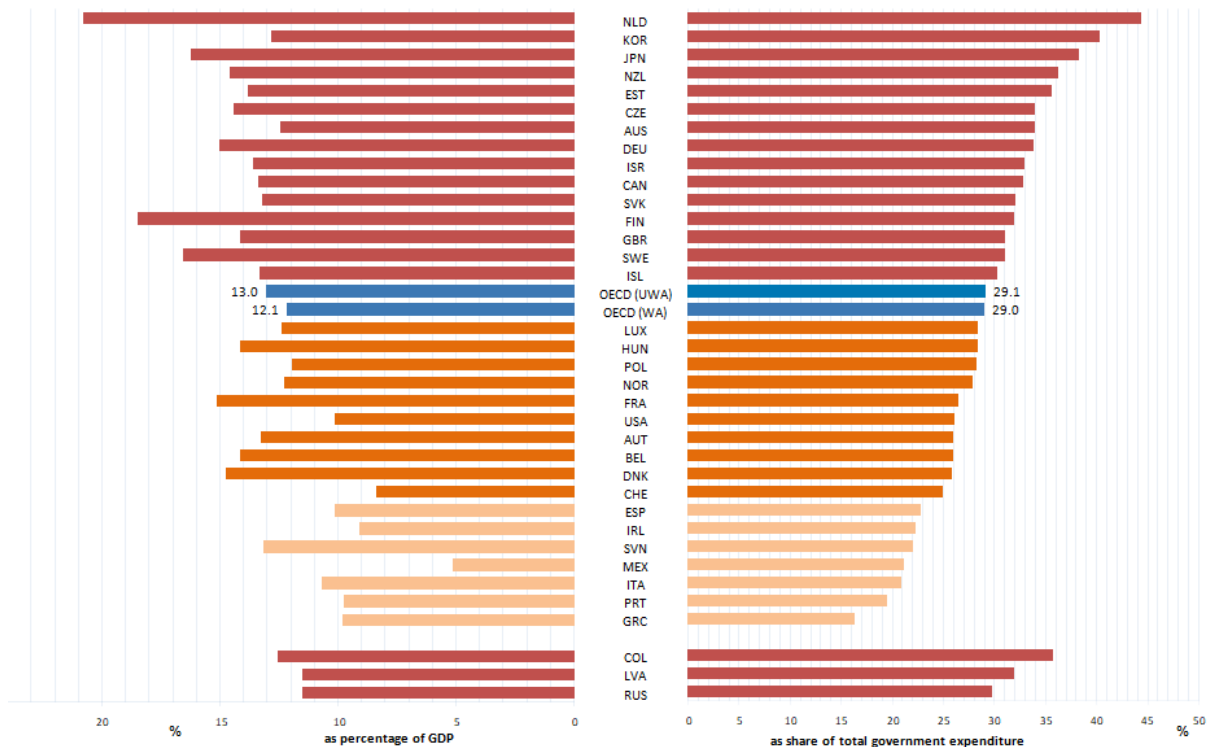 NLD
KOR
JPN
NZL
EST
CZE
AUS
DEU
ISR
CAN
SVK
FIN
GBR
SWE
ISL
13.0 OECD (UWA) 29.1
12.1 OECD (WA) 29.0
LUX
HUN
POL
NOR
FRA
USA
AUT
BEL
DNK
CHE
ESP
IRL
SVN
MEX
ITA
PRT
GRC
COL
LVA
RUS
20 15 10 5 0 0 5 10 15 20 25 30 35 40 45 50
% as percentage of GDP as share of total government expenditure %